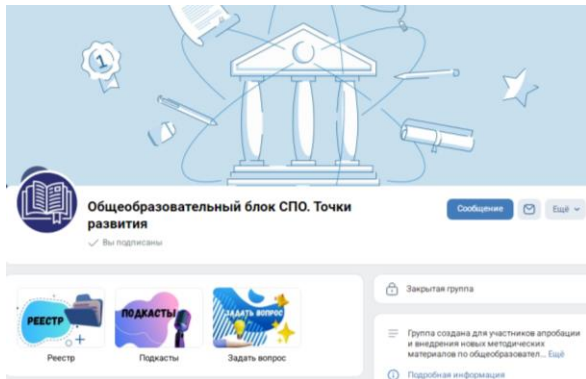 1
Общеобразовательный блок СПО. Точки
развития
Вы подписаны
Сообщение
Ещё
РЕЕСТР
ПОДКАСТЫ
ЗАДАТЬ ВОПРОС
Реестр
Подкасты
Задать вопрос
Закрытая группа
Группа создана для участников апробации
и внедрения новых методических
материалов по общеобразовател... Ещё
Подробная информация